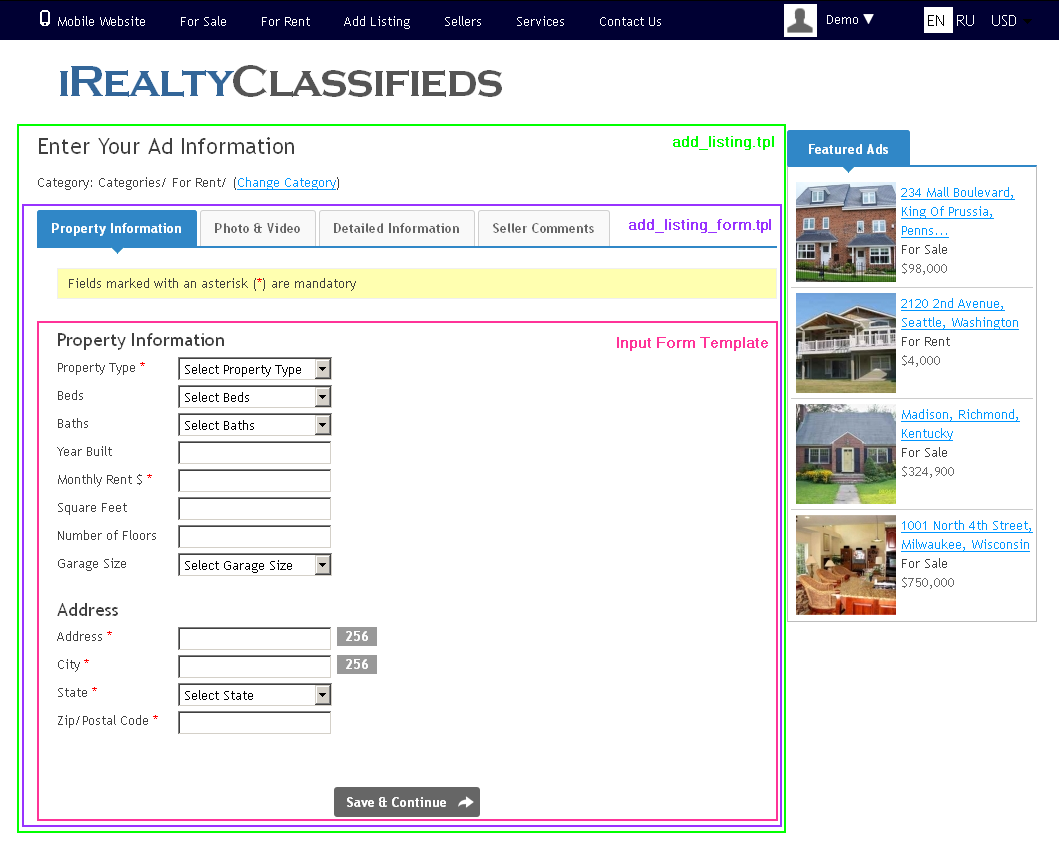 Mobile Website For Sale For Rent Add Listing Sellers Services Contact Us Demo ▼ EN RU USD
iRealtyClassifieds
Enter Your Ad Information
add_listing.tpl
Category: Categories/ For Rent/ (Change Category)
Property Information Photo & Video Detailed Information Seller Comments
add_listing_form.tpl
Fields marked with an asterisk (*) are mandatory
Property Information
Input Form Template
Property Type * Select Property Type
Beds Select Beds
Baths Select Baths
Year Built
Monthly Rent $ *
Square Feet
Number of Floors
Garage Size Select Garage Size
Address
Address * 256
City * 256
State * Select State
Zip/Postal Code *
Save & Continue
Featured Ads
234 Mall Boulevard,
King Of Prussia,
Penns...
For Sale
$98,000
2120 2nd Avenue,
Seattle, Washington
For Rent
$4,000
Madison, Richmond,
Kentucky
For Sale
$324,900
1001 North 4th Street,
Milwaukee, Wisconsin
For Sale
$750,000